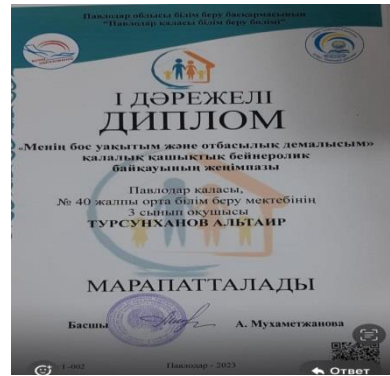 Павлодар облысы білім беру басқармасының
"Павлодар қаласы білім беру бөлімі"
І ДӘРЕЖЕЛІ
ДИПЛОМ
«Менің бос уақытым және отбасылық демалысым»
қалалық қашықтық бейнеролик
байқауының жеңімпазы
Павлодар қаласы,
№ 40 жалпы орта білім беру мектебінің
3 сынып оқушысы
ТУРСУНХАНОВ АЛЬТАИР
МАРАПАТТАЛАДЫ
Басшы
А. Мухаметжанова
1-002
Павлодар - 2023
Ответ